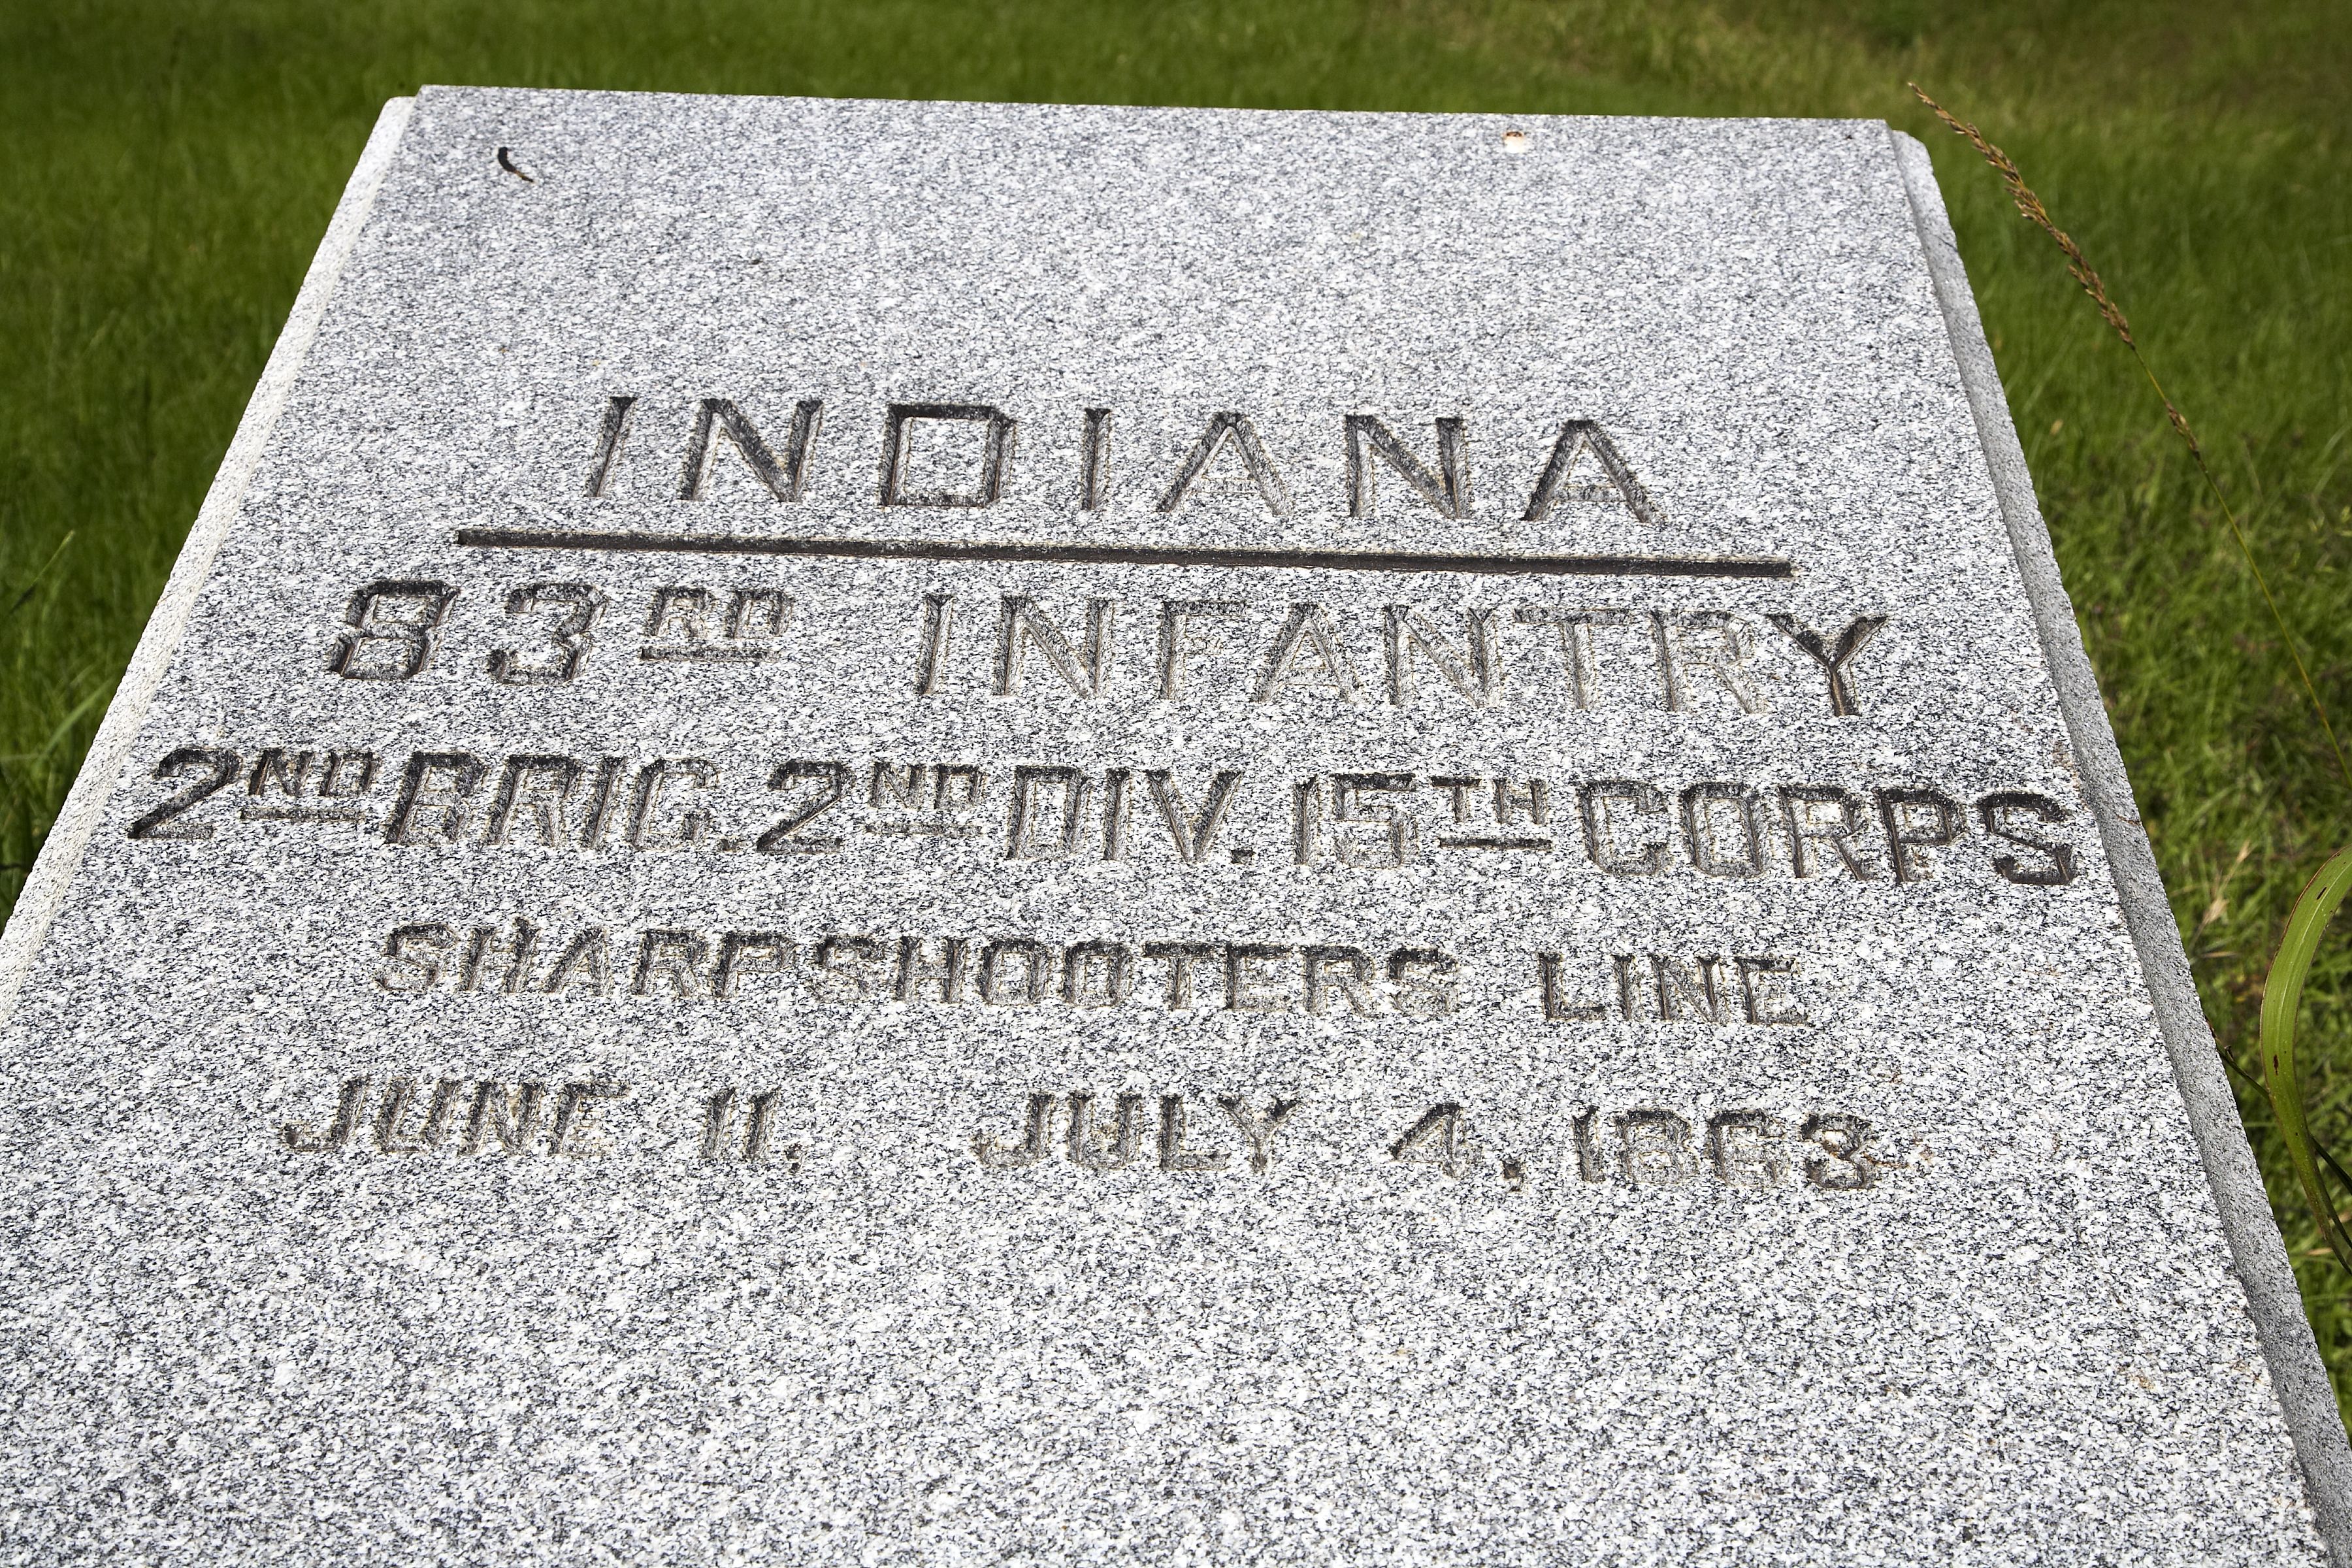 INDIANA
83RD INFANTRY
2ND BRIG. 2ND DIV. 15TH CORPS
SHARPSHOOTERS LINE
JUNE 11, JULY 4, 1863